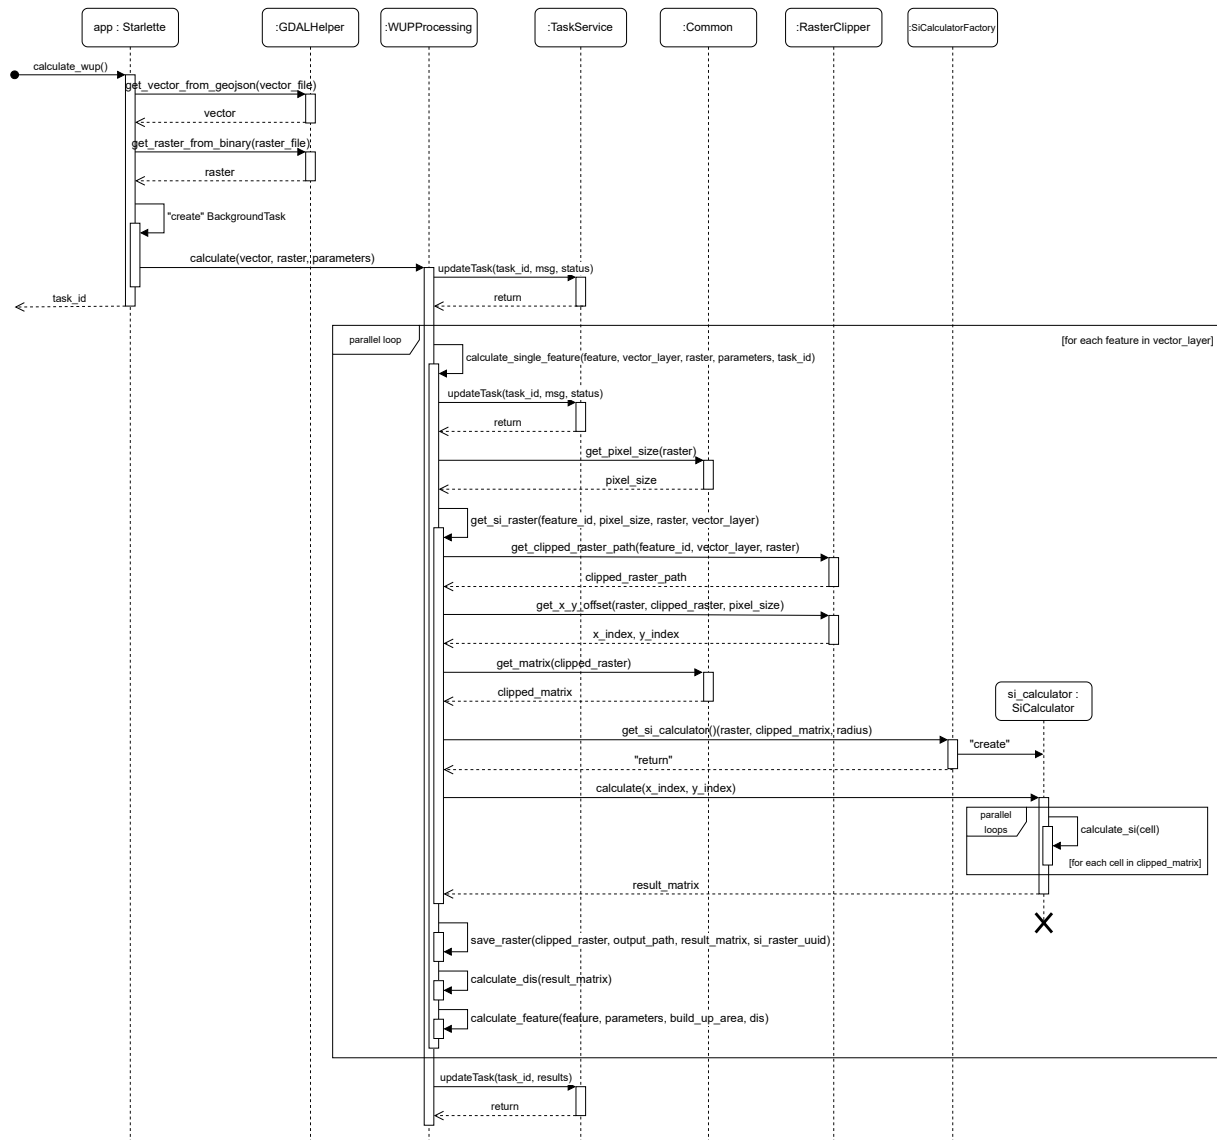 app : Starlette
:GDALHelper
:WUPProcessing
:TaskService
:Common
:RasterClipper
:SiCalculatorFactory
calculate_wup()
get_vector_from_geojson(vector_file)
vector
get_raster_from_binary(raster_file)
raster
"create" BackgroundTask
calculate(vector, raster, parameters)
updateTask(task_id, msg, status)
return
task_id
parallel loop
[for each feature in vector_layer]
calculate_single_feature(feature, vector_layer, raster, parameters, task_id)
updateTask(task_id, msg, status)
return
get_pixel_size(raster)
pixel_size
get_si_raster(feature_id, pixel_size, raster, vector_layer)
get_clipped_raster_path(feature_id, vector_layer, raster)
clipped_raster_path
get_x_y_offset(raster, clipped_raster, pixel_size)
x_index, y_index
get_matrix(clipped_raster)
clipped_matrix
si_calculator :
SiCalculator
get_si_calculator()(raster, clipped_matrix, radius)
"create"
"return"
calculate(x_index, y_index)
parallel
loops
calculate_si(cell)
[for each cell in clipped_matrix]
result_matrix
save_raster(clipped_raster, output_path, result_matrix, si_raster_uuid)
calculate_dis(result_matrix)
calculate_feature(feature, parameters, build_up_area, dis)
updateTask(task_id, results)
return